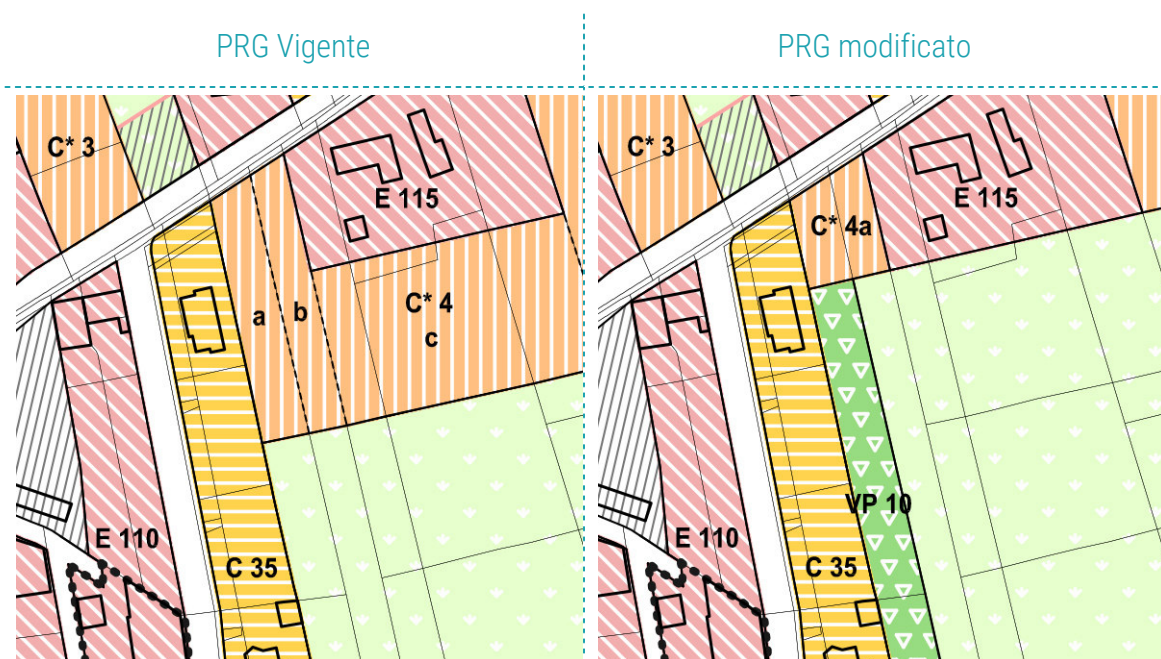 PRG Vigente
PRG modificato
C* 3
E 115
a
b
C* 4
c
E 110
C 35
C* 3
E 115
C* 4a
VP 10
E 110
C 35